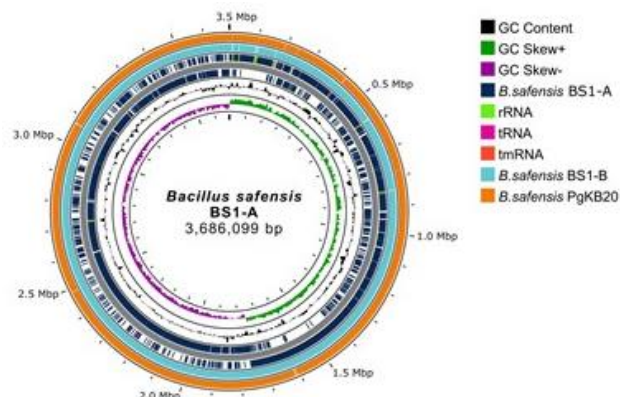 3.5 Mbp
0.5 Mbp
3.0 Mbp
Bacillus safensis
BS1-A
3,686,099 bp
1.0 Mbp
2.5 Mbp
1.5 Mbp
2.0 Mbp
GC Content
GC Skew+
GC Skew-
B.safensis BS1-A
rRNA
tRNA
tmRNA
B.safensis BS1-B
B.safensis PgKB20